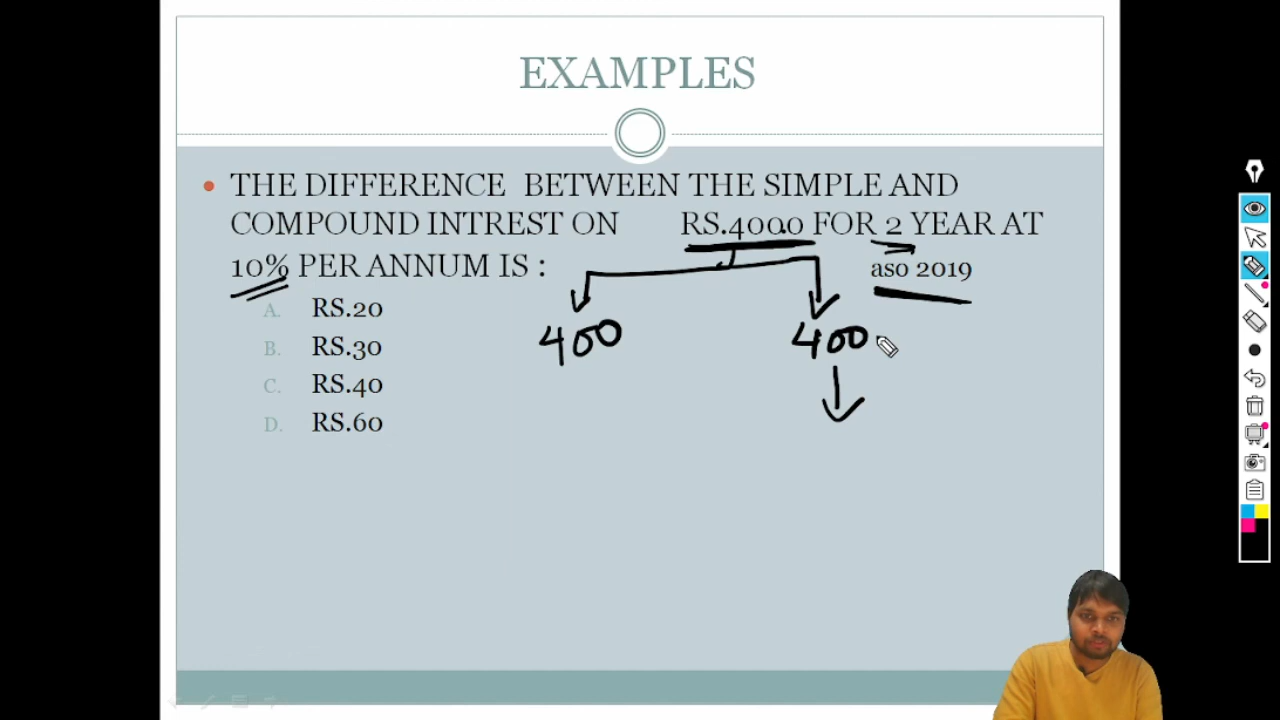 EXAMPLES
THE DIFFERENCE BETWEEN THE SIMPLE AND
COMPOUND INTREST ON RS.4000 FOR 2 YEAR AT
10% PER ANNUM IS : aso 2019
A. RS.20
B. RS.30
C. RS.40
D. RS.60
400 400